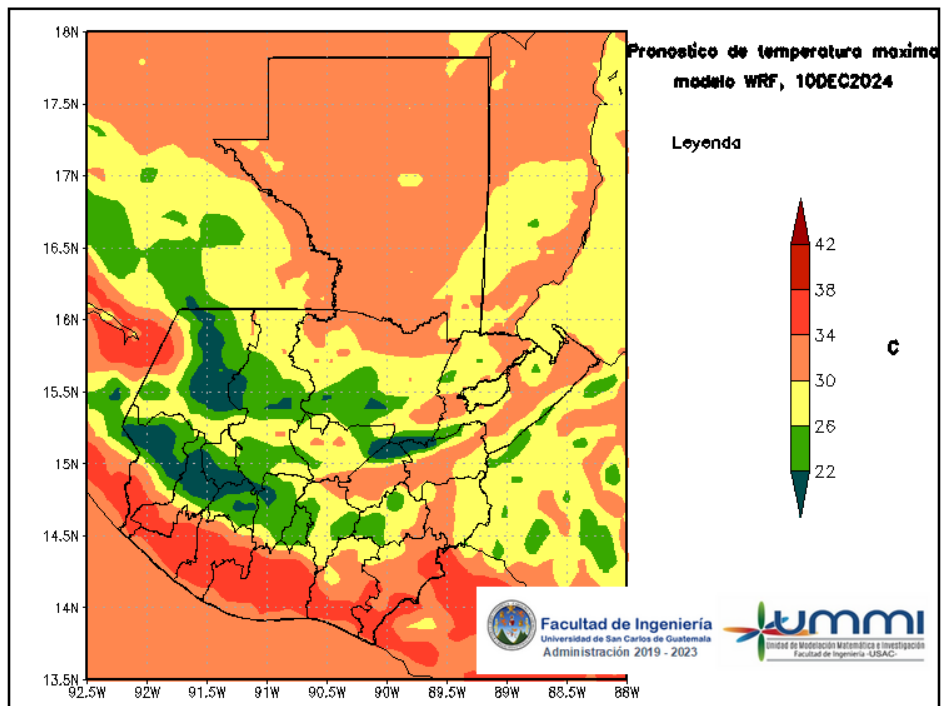 Pronostico de temperatura maxima
modelo WRF, 10DEC2024
Leyenda
42
38
34
30
26
22
C
18N
17.5N
17N
16.5N
16N
15.5N
15N
14.5N
14N
13.5N
92.5W 92W 91.5W 91W 90.5W 90W 89.5W 89W 88.5W 88W
Facultad de Ingeniería
Universidad de San Carlos de Guatemala
Administración 2019 - 2023
UMMI
Unidad de Modelación Matemática e Investigación
Facultad de Ingeniería -USAC-